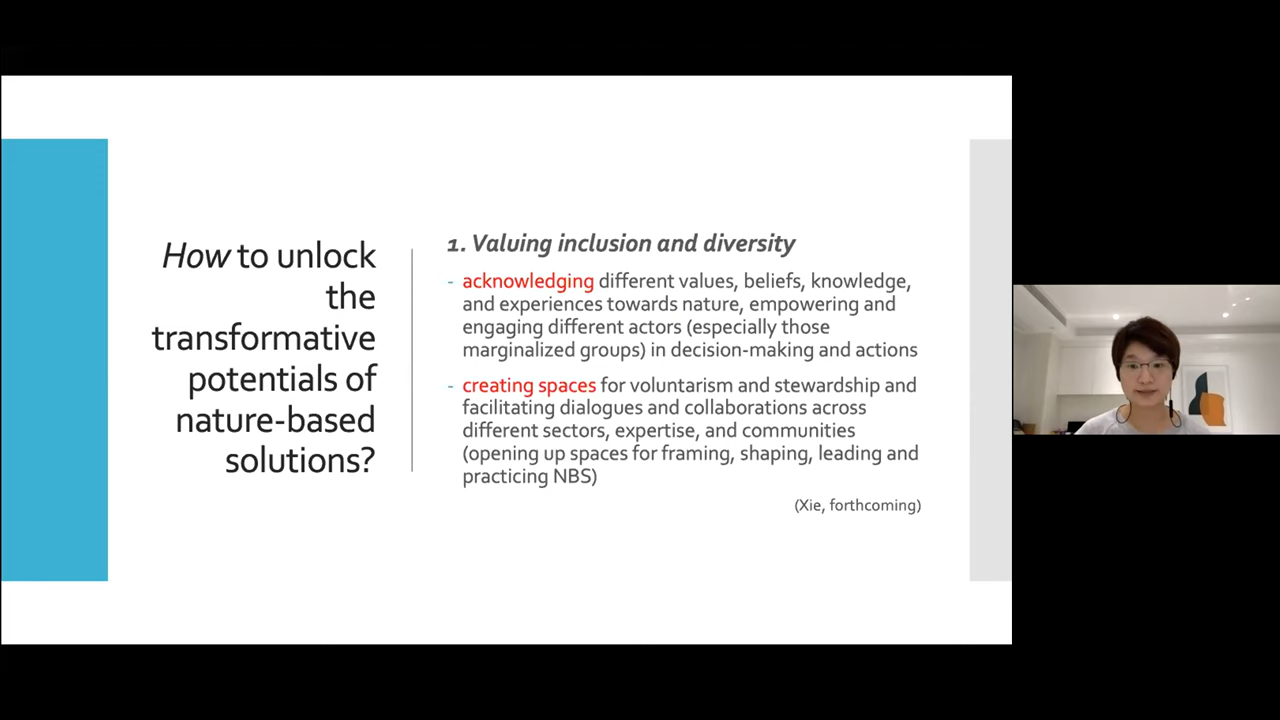 How to unlock
the
transformative
potentials of
nature-based
solutions?
1. Valuing inclusion and diversity
- acknowledging different values, beliefs, knowledge,
and experiences towards nature, empowering and
engaging different actors (especially those
marginalized groups) in decision-making and actions
- creating spaces for voluntarism and stewardship and
facilitating dialogues and collaborations across
different sectors, expertise, and communities
(opening up spaces for framing, shaping, leading and
practicing NBS)
(Xie, forthcoming)